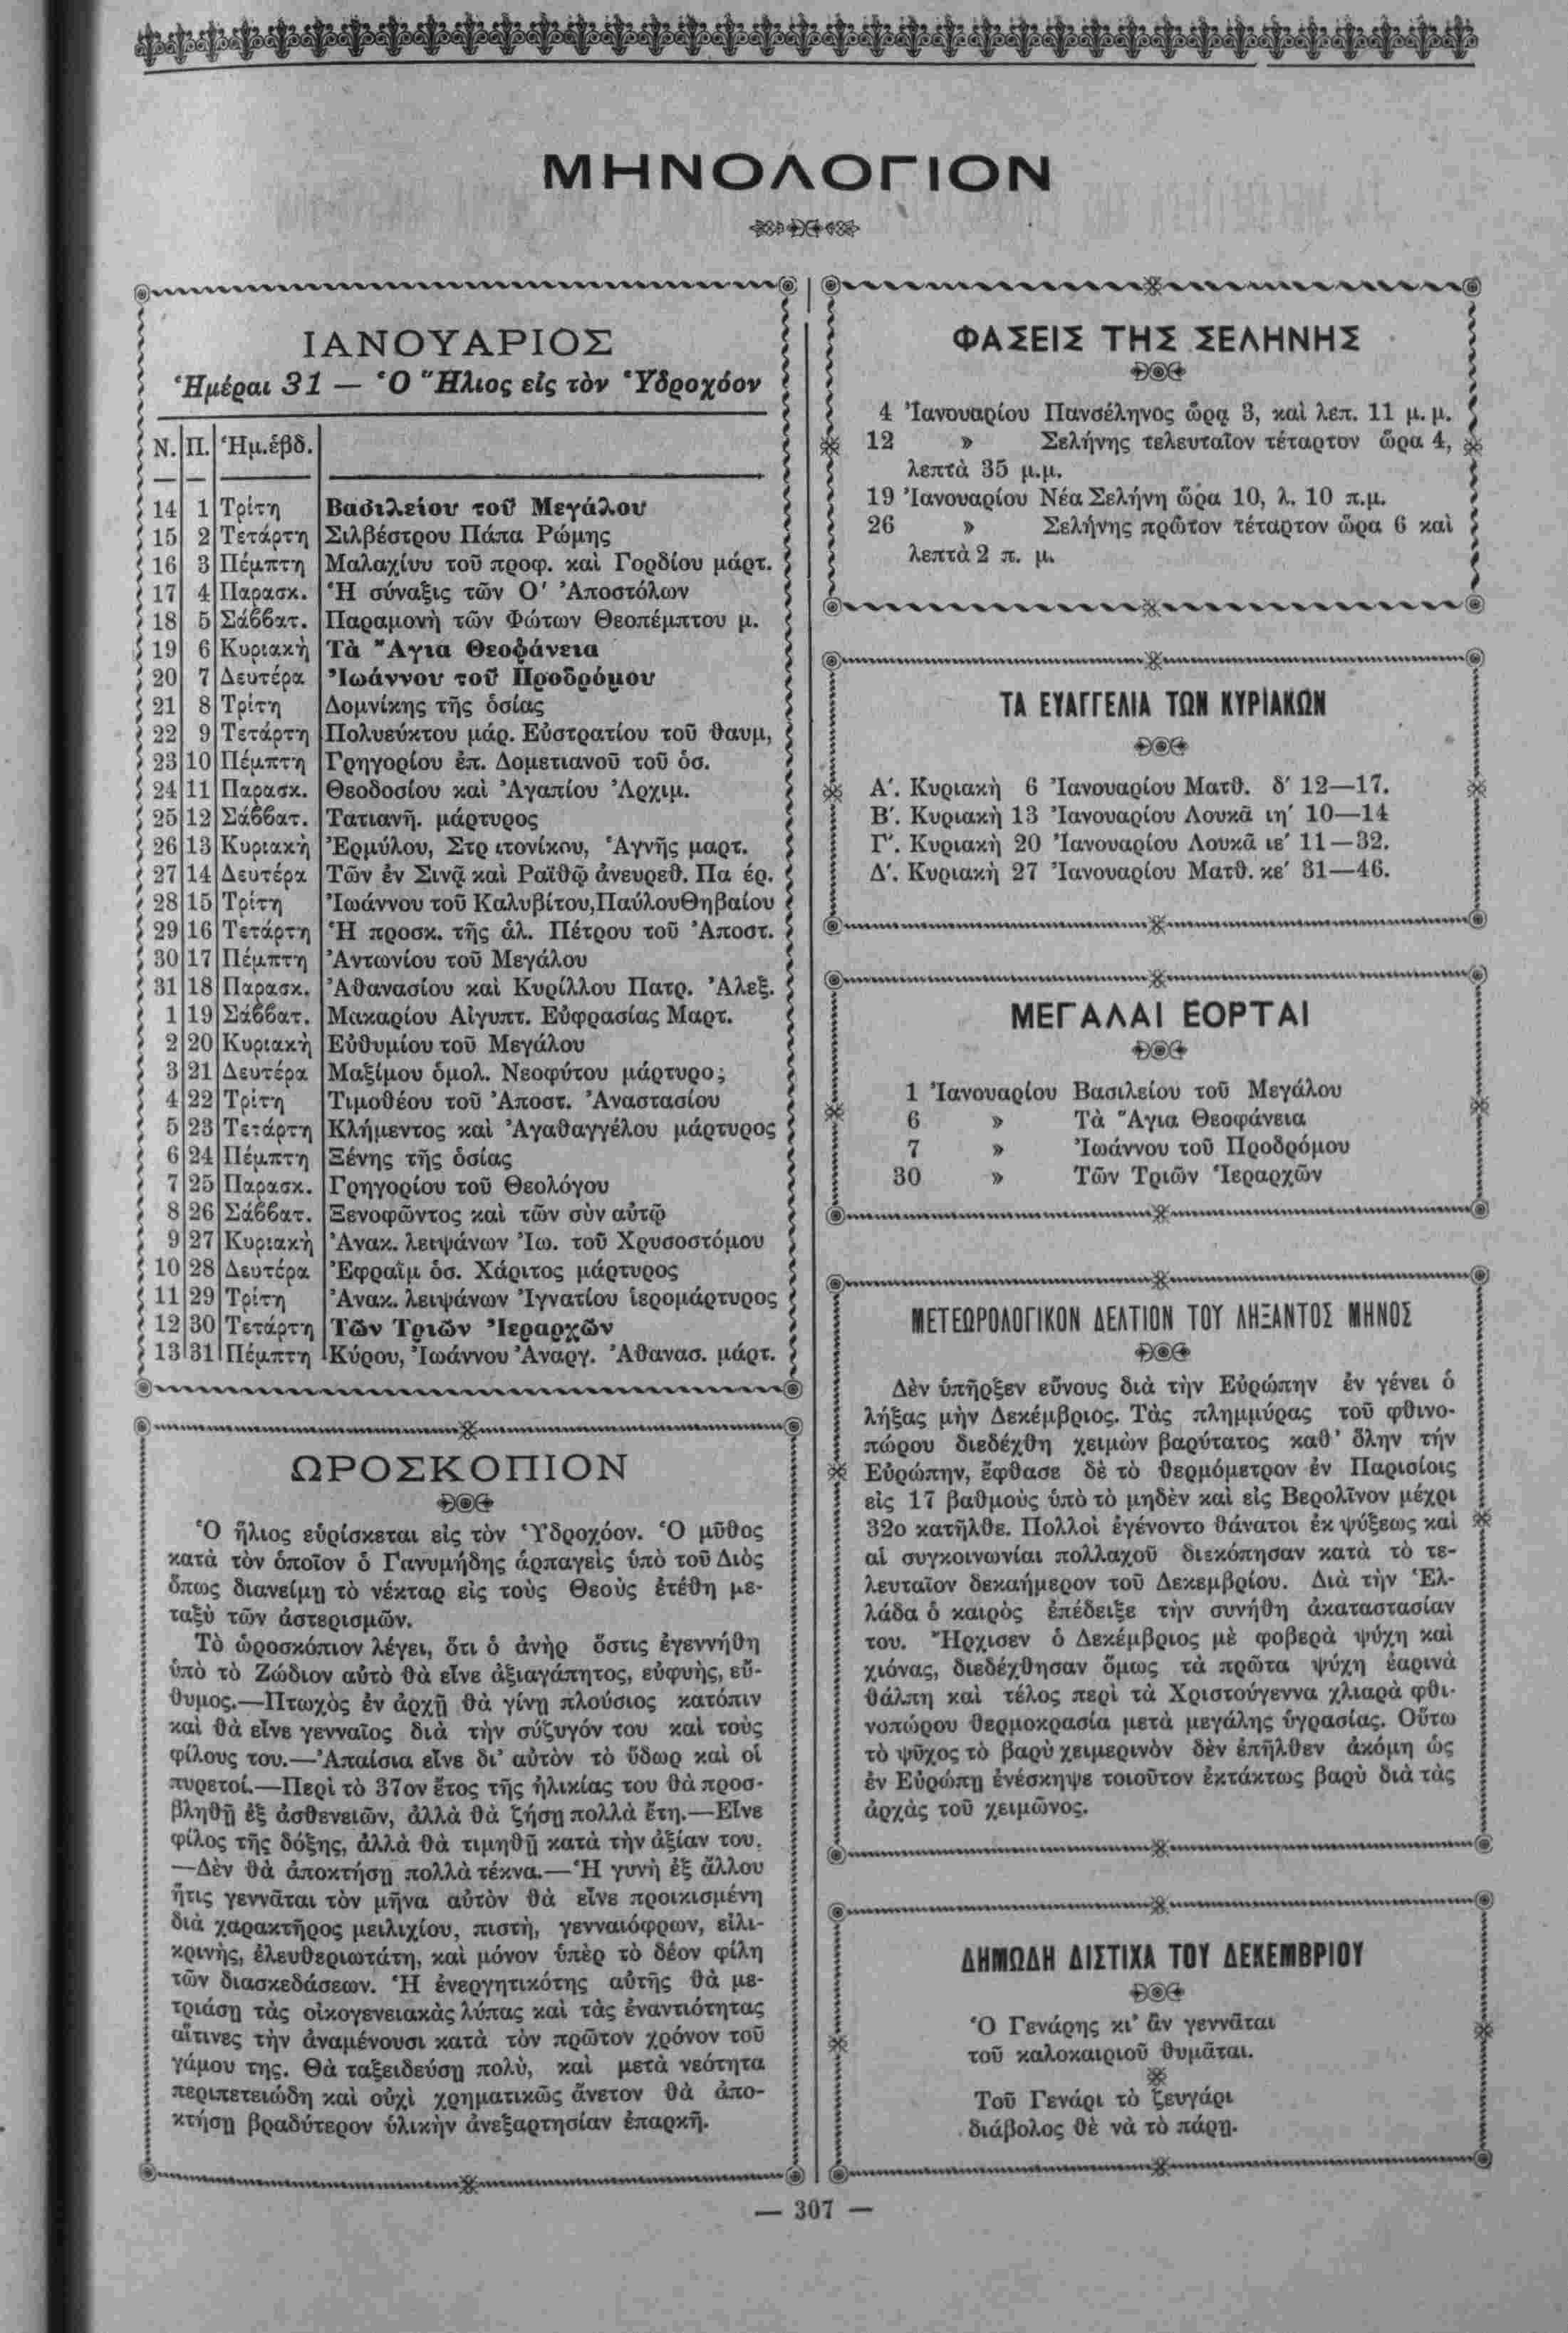 ΜΗΝΟΛΟΓΙΟΝ
ΙΑΝΟΥΑΡΙΟΣ
Ἡμέραι 31 — Ὁ Ἥλιος εἰς τὸν Ὑδροχόον
Ν. Π. Ἡμ.ἑβδ.
14 1 Τρίτη Βασιλείου τοῦ Μεγάλου
15 2 Τετάρτη Σιλβέστρου Πάπα Ρώμης
16 3 Πέμπτη Μαλαχίυυ τοῦ προφ. καὶ Γορδίου μάρτ.
17 4 Παρασκ. Ἡ σύναξις τῶν Ο' Ἀποστόλων
18 5 Σάββατ. Παραμονὴ τῶν Φώτων Θεοπέμπτου μ.
19 6 Κυριακὴ Τὰ Ἅγια Θεοφάνεια
20 7 Δευτέρα Ἰωάννου τοῦ Προδρόμου
21 8 Τρίτη Δομνίκης τῆς ὁσίας
22 9 Τετάρτη Πολυεύκτου μάρ. Εὐστρατίου τοῦ θαυμ,
23 10 Πέμπτη Γρηγορίου ἐπ. Δομετιανοῦ τοῦ ὁσ.
24 11 Παρασκ. Θεοδοσίου καὶ Ἀγαπίου Ἀρχιμ.
25 12 Σάββατ. Τατιανῆ. μάρτυρος
26 13 Κυριακὴ Ἑρμύλου, Στρ ιτονίκου, Ἁγνῆς μαρτ.
27 14 Δευτέρα Τῶν ἐν Σινᾷ καὶ Ραϊθῷ ἀνευρεθ. Πα έρ.
28 15 Τρίτη Ἰωάννου τοῦ Καλυβίτου,ΠαύλουΘηβαίου
29 16 Τετάρτη Ἡ προσκ. τῆς ἁλ. Πέτρου τοῦ Ἀποστ.
30 17 Πέμπτη Ἀντωνίου τοῦ Μεγάλου
31 18 Παρασκ. Ἀθανασίου καὶ Κυρίλλου Πατρ. Ἀλεξ.
1 19 Σάββατ. Μακαρίου Αἰγυπτ. Εὐφρασίας Μαρτ.
2 20 Κυριακὴ Εὐθυμίου τοῦ Μεγάλου
3 21 Δευτέρα Μαξίμου ὁμολ. Νεοφύτου μάρτυρο;
4 22 Τρίτη Τιμοθέου τοῦ Ἀποστ. Ἀναστασίου
5 23 Τετάρτη Κλήμεντος καὶ Ἀγαθαγγέλου μάρτυρος
6 24 Πέμπτη Ξένης τῆς ὁσίας
7 25 Παρασκ. Γρηγορίου τοῦ Θεολόγου
8 26 Σάββατ. Ξενοφῶντος καὶ τῶν σὺν αὐτῷ
9 27 Κυριακὴ Ἀνακ. λειψάνων Ἰω. τοῦ Χρυσοστόμου
10 28 Δευτέρα Ἐφραῒμ ὁσ. Χάριτος μάρτυρος
11 29 Τρίτη Ἀνακ. λειψάνων Ἰγνατίου ἱερομάρτυρος
12 30 Τετάρτη Τῶν Τριῶν Ἱεραρχῶν
13 31 Πέμπτη Κύρου, Ἰωάννου Ἀναργ. Ἀθανασ. μάρτ.
ΩΡΟΣΚΟΠΙΟΝ
Ὁ ἥλιος εὑρίσκεται εἰς τὸν Ὑδροχόον. Ὁ μῦθος
κατὰ τὸν ὁποῖον ὁ Γανυμήδης ἁρπαγεὶς ὑπὸ τοῦ Διὸς
ὅπως διανείμῃ τὸ νέκταρ εἰς τοὺς Θεοὺς ἐτέθη με-
ταξὺ τῶν ἀστερισμῶν.
Τὸ ὡροσκόπιον λέγει, ὅτι ὁ ἀνὴρ ὅστις ἐγεννήθη
ὑπὸ τὸ Ζώδιον αὐτὸ θὰ εἶνε ἀξιαγάπητος, εὐφυὴς, εὔ-
θυμος.—Πτωχὸς ἐν ἀρχῇ θὰ γίνῃ πλούσιος κατόπιν
καὶ θὰ εἶνε γενναῖος διὰ τὴν σύζυγόν του καὶ τοὺς
φίλους του.—Ἀπαίσια εἶνε δι' αὐτὸν τὸ ὕδωρ καὶ οἱ
πυρετοί.—Περὶ τὸ 37ον ἔτος τῆς ἡλικίας του θὰ προσ-
βληθῇ ἐξ ἀσθενειῶν, ἀλλὰ θὰ ζήσῃ πολλὰ ἔτη.—Εἶνε
φίλος τῆς δόξης, ἀλλὰ θὰ τιμηθῇ κατὰ τὴν ἀξίαν του.
—Δὲν θὰ ἀποκτήσῃ πολλὰ τέκνα.—Ἡ γυνὴ ἐξ ἄλλου
ἥτις γεννᾶται τὸν μῆνα αὐτὸν θὰ εἶνε προικισμένη
διὰ χαρακτῆρος μειλιχίου, πιστὴ, γενναιόφρων, εἰλι-
κρινὴς, ἐλευθεριωτάτη, καὶ μόνον ὑπὲρ τὸ δέον φίλη
τῶν διασκεδάσεων. Ἡ ἐνεργητικότης αὐτῆς θὰ με-
τριάσῃ τὰς οἰκογενειακὰς λύπας καὶ τὰς ἐναντιότητας
αἵτινες τὴν ἀναμένουσι κατὰ τὸν πρῶτον χρόνον τοῦ
γάμου της. Θὰ ταξειδεύσῃ πολὺ, καὶ μετὰ νεότητα
περιπετειώδη καὶ οὐχὶ χρηματικῶς ἄνετον θὰ ἀπο-
κτήσῃ βραδύτερον ὑλικὴν ἀνεξαρτησίαν ἐπαρκῆ.
ΦΑΣΕΙΣ ΤΗΣ ΣΕΛΗΝΗΣ
4 Ἰανουαρίου Πανσέληνος ὥρᾳ 3, καὶ λεπ. 11 μ. μ.
12 » Σελήνης τελευταῖον τέταρτον ὥρα 4,
λεπτὰ 35 μ.μ.
19 Ἰανουαρίου Νέα Σελήνη ὥρα 10, λ. 10 π.μ.
26 » Σελήνης πρῶτον τέταρτον ὥρα 6 καὶ
λεπτὰ 2 π. μ.
ΤΑ ΕΥΑΓΓΕΛΙΑ ΤΩΝ ΚΥΡΙΑΚΩΝ
Α'. Κυριακὴ 6 Ἰανουαρίου Ματθ. δ' 12—17.
Β'. Κυριακὴ 13 Ἰανουαρίου Λουκᾶ ιη' 10—14
Γ'. Κυριακὴ 20 Ἰανουαρίου Λουκᾶ ιε' 11—32.
Δ'. Κυριακὴ 27 Ἰανουαρίου Ματθ. κε' 31—46.
ΜΕΓΑΛΑΙ ΕΟΡΤΑΙ
1 Ἰανουαρίου Βασιλείου τοῦ Μεγάλου
6 » Τὰ Ἅγια Θεοφάνεια
7 » Ἰωάννου τοῦ Προδρόμου
30 » Τῶν Τριῶν Ἱεραρχῶν
ΜΕΤΕΩΡΟΛΟΓΙΚΟΝ ΔΕΛΤΙΟΝ ΤΟΥ ΛΗΞΑΝΤΟΣ ΜΗΝΟΣ
Δὲν ὑπῆρξεν εὔνους διὰ τὴν Εὐρώπην ἐν γένει ὁ
λήξας μὴν Δεκέμβριος. Τὰς πλημμύρας τοῦ φθινο-
πώρου διεδέχθη χειμὼν βαρύτατος καθ' ὅλην τήν
Εὐρώπην, ἔφθασε δὲ τὸ θερμόμετρον ἐν Παρισίοις
εἰς 17 βαθμοὺς ὑπὸ τὸ μηδὲν καὶ εἰς Βερολῖνον μέχρι
32ο κατῆλθε. Πολλοὶ ἐγένοντο θάνατοι ἐκ ψύξεως καὶ
αἱ συγκοινωνίαι πολλαχοῦ διεκόπησαν κατὰ τὸ τε-
λευταῖον δεκαήμερον τοῦ Δεκεμβρίου. Διὰ τὴν Ἑλ-
λάδα ὁ καιρὸς ἐπέδειξε τὴν συνήθη ἀκαταστασίαν
του. Ἤρχισεν ὁ Δεκέμβριος μὲ φοβερὰ ψύχη καὶ
χιόνας, διεδέχθησαν ὅμως τὰ πρῶτα ψύχη ἐαρινὰ
θάλπη καὶ τέλος περὶ τὰ Χριστούγεννα χλιαρὰ φθι-
νοπώρου θερμοκρασία μετὰ μεγάλης ὑγρασίας. Οὕτω
τὸ ψῦχος τὸ βαρὺ χειμερινὸν δὲν ἐπῆλθεν ἀκόμη ὡς
ἐν Εὐρώπῃ ἐνέσκηψε τοιοῦτον ἐκτάκτως βαρὺ διὰ τὰς
ἀρχὰς τοῦ χειμῶνος.
ΔΗΜΩΔΗ ΔΙΣΤΙΧΑ ΤΟΥ ΔΕΚΕΜΒΡΙΟΥ
Ὁ Γενάρης κι' ἂν γεννᾶται
τοῦ καλοκαιριοῦ θυμᾶται.
Τοῦ Γενάρι τὸ ζευγάρι
διάβολος θὲ νὰ τὸ πάρῃ.
— 307 —